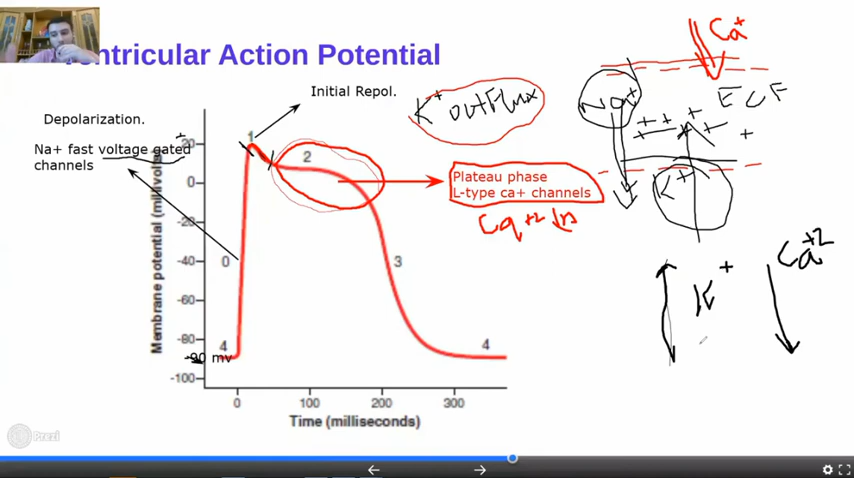 entricular Action Potential
Depolarization.
Na+ fast voltage gated
channels
Initial Repol.
K+ outflux
Ca+
Na+
ECF
++ + + + +
K+
Plateau phase
L-type ca+ channels
Ca+2 in
K+
Ca+2
Membrane potential (millivolts)
20
0
-20
-40
-60
-80
-90 mv
-100
1
2
0
3
4
4
0
100
200
300
Time (milliseconds)
Prezi